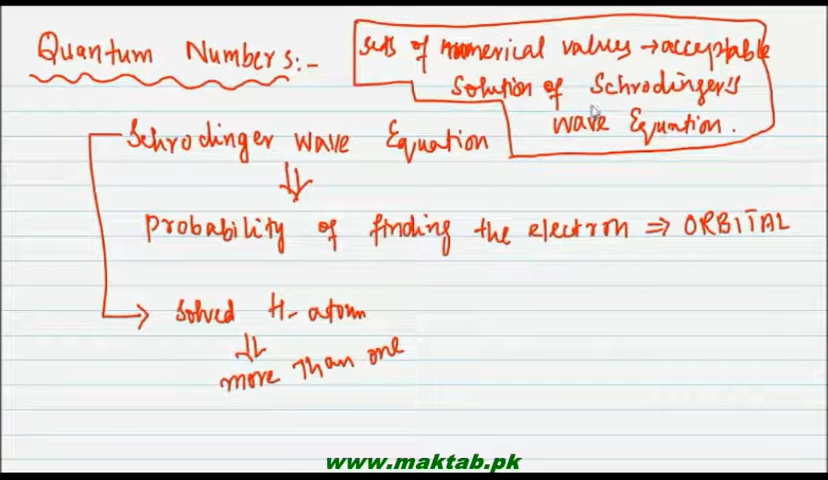 Quantum Numbers:-
Sets of numerical values → acceptable
Solution of Schrodinger's
wave Equation.
Schrodinger wave Equation
Probability of finding the electron ⇒ ORBITAL
Solved H- atom
more Than one
www.maktab.pk